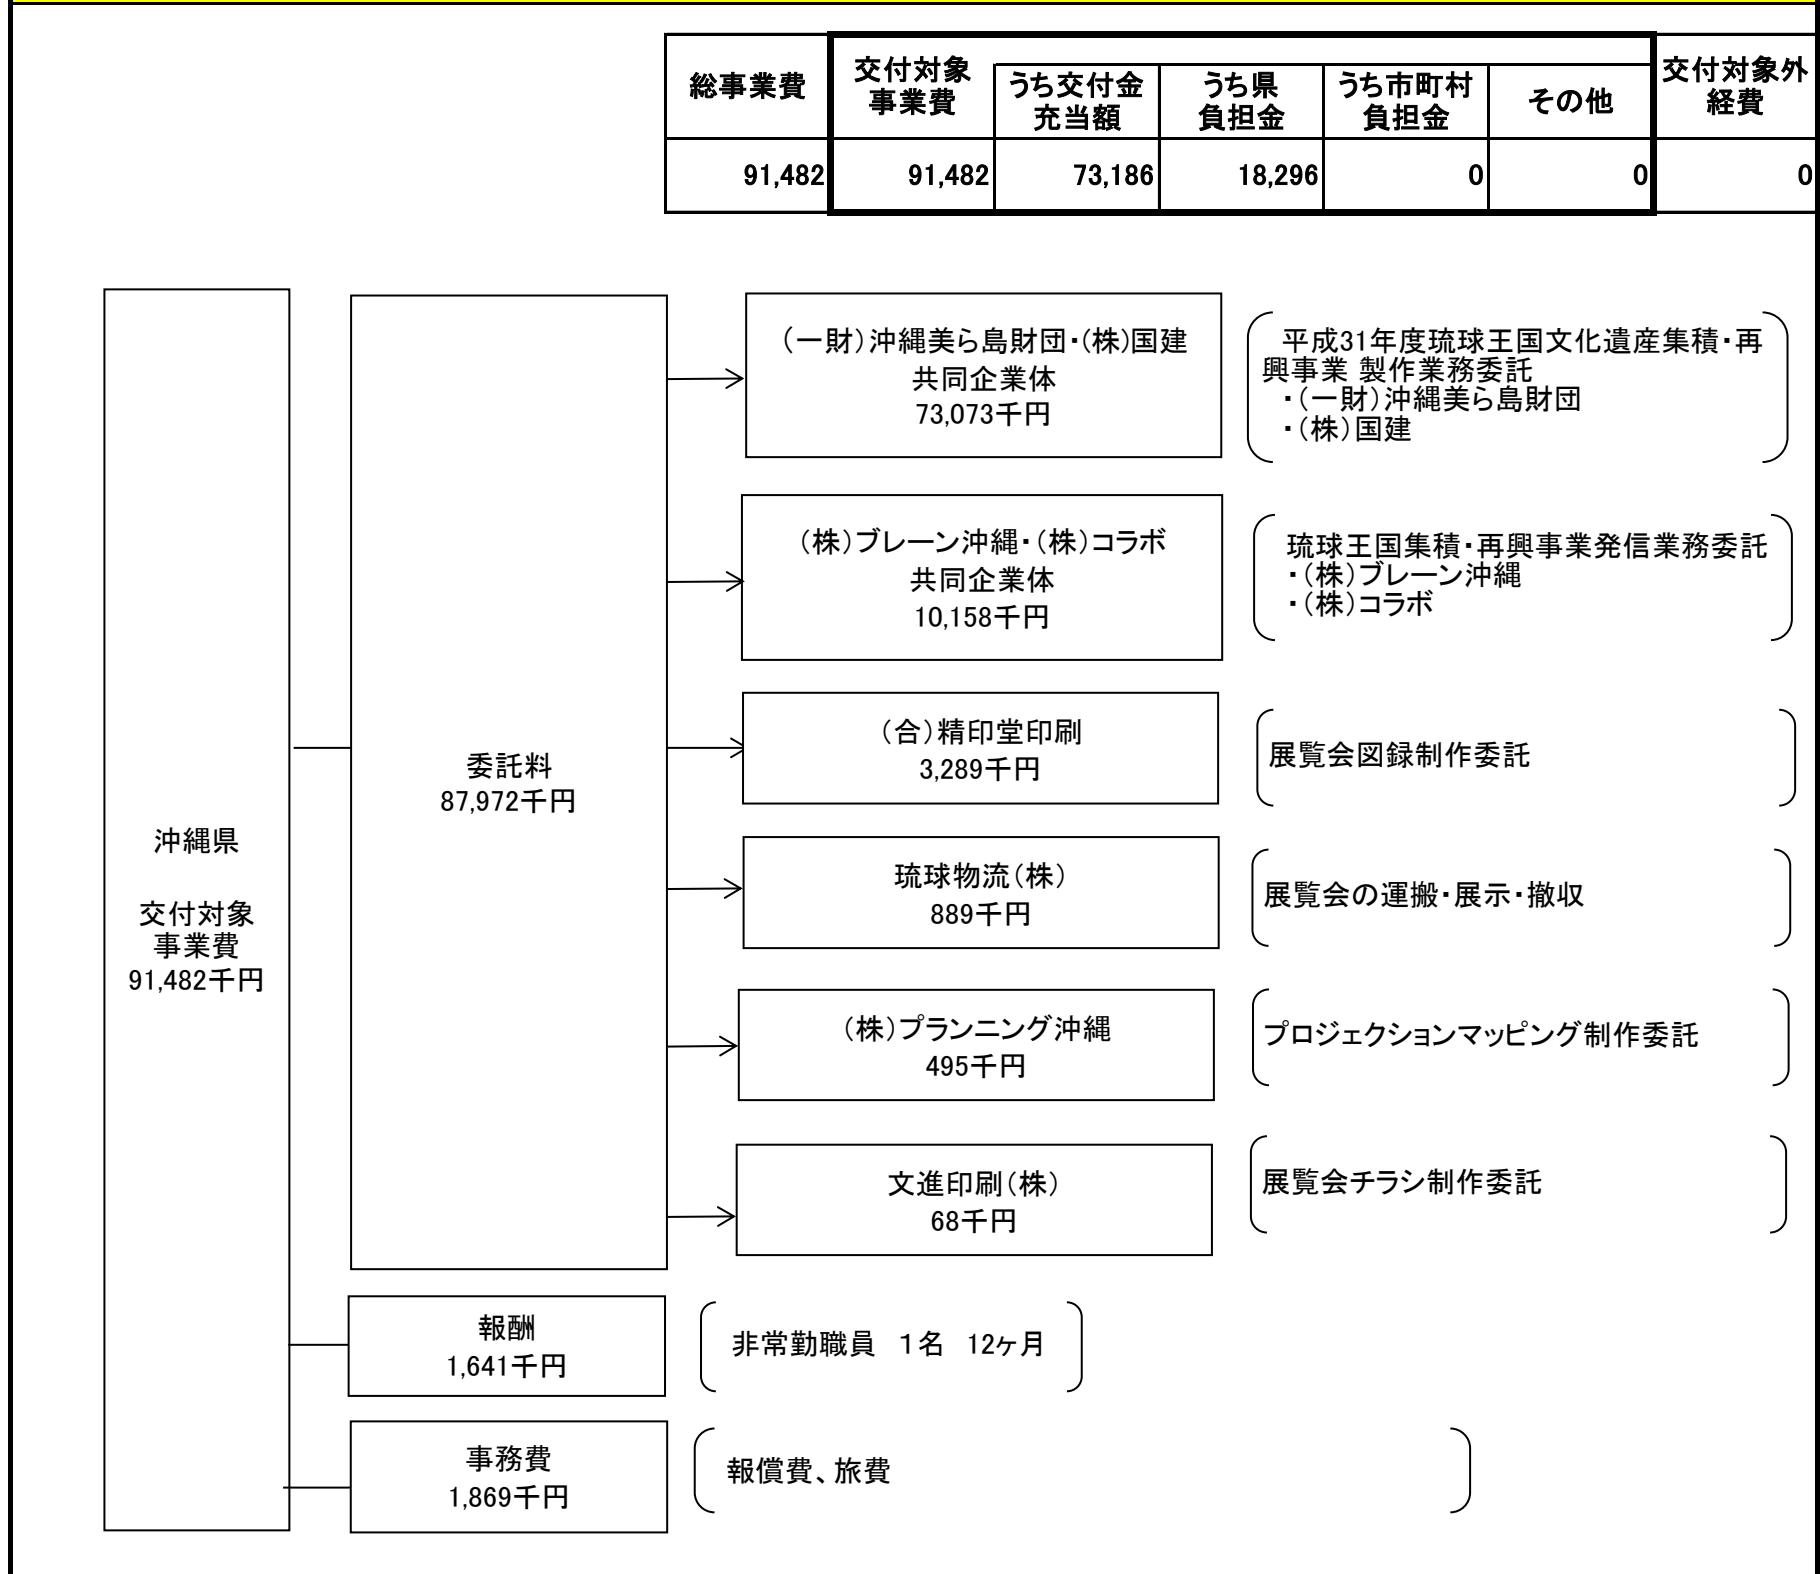 総事業費
交付対象
事業費
うち交付金
充当額
うち県
負担金
うち市町村
負担金
その他
交付対象外
経費
91,482
91,482
73,186
18,296
0
0
0
沖縄県
交付対象
事業費
91,482千円
委託料
87,972千円
（一財）沖縄美ら島財団・(株)国建
共同企業体
73,073千円
平成31年度琉球王国文化遺産集積・再
興事業 製作業務委託
・（一財）沖縄美ら島財団
・（株）国建
（株）ブレーン沖縄・（株）コラボ
共同企業体
10,158千円
琉球王国集積・再興事業発信業務委託
・（株）ブレーン沖縄
・（株）コラボ
（合）精印堂印刷
3,289千円
展覧会図録制作委託
琉球物流（株）
889千円
展覧会の運搬・展示・撤収
（株）プランニング沖縄
495千円
プロジェクションマッピング制作委託
文進印刷（株）
68千円
展覧会チラシ制作委託
報酬
1,641千円
非常勤職員　１名　12ヶ月
事務費
1,869千円
報償費、旅費